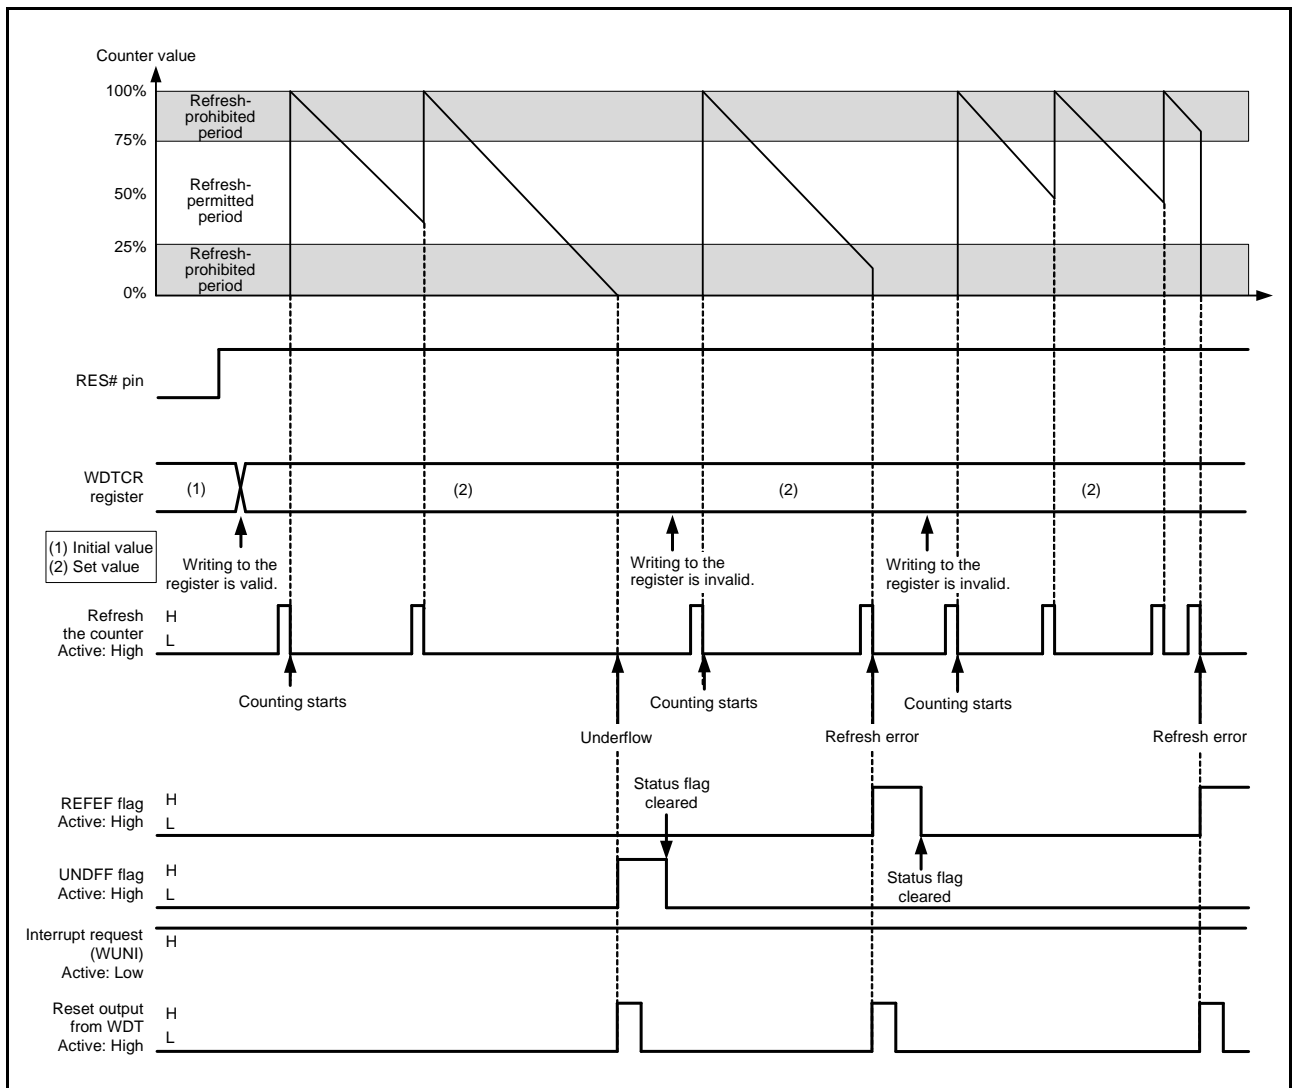 Counter value
100%
Refresh-
prohibited
period
75%
Refresh-
permitted
period
50%
25%
Refresh-
prohibited
period
0%
RES# pin
WDTCR
register
(1)
(2)
(2)
(2)
(1) Initial value
(2) Set value
Writing to the
register is valid.
Writing to the
register is invalid.
Writing to the
register is invalid.
Refresh
the counter
Active: High
H
L
Counting starts
Counting starts
Counting starts
Underflow
Refresh error
Refresh error
Status flag
cleared
REFEF flag
Active: High
H
L
UNDFF flag
Active: High
H
L
Status flag
cleared
Interrupt request
(WUNI)
Active: Low
H
Reset output
from WDT
Active: High
H
L